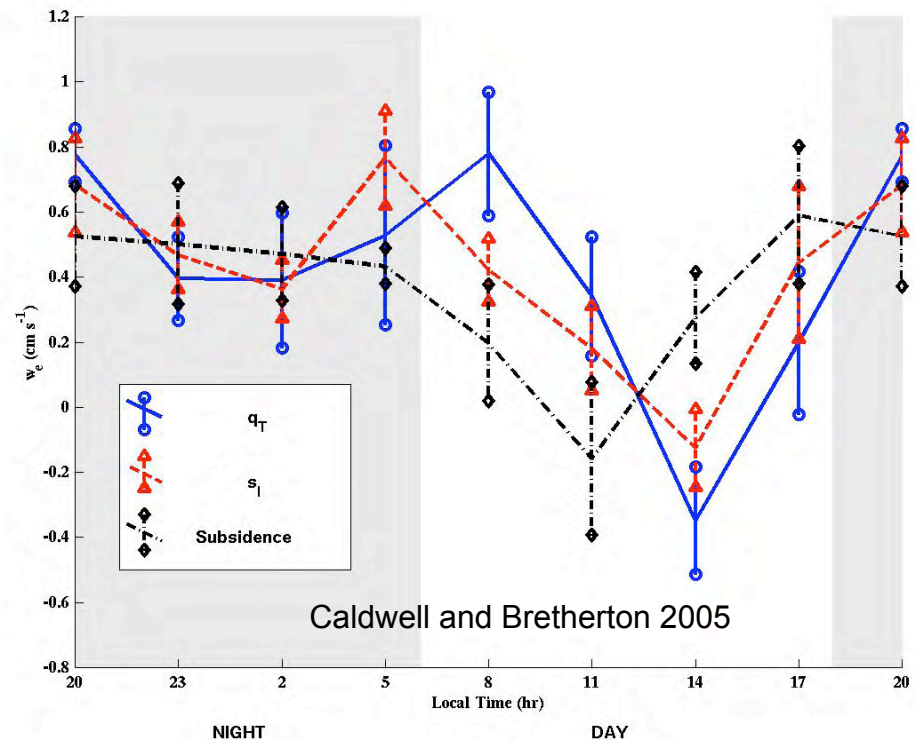 1.2
1
0.8
0.6
0.4
0.2
0
-0.2
-0.4
-0.6
-0.8
w_e (cm s^-1)
q_T
s_l
Subsidence
Caldwell and Bretherton 2005
20 23 2 5 8 11 14 17 20
Local Time (hr)
NIGHT DAY